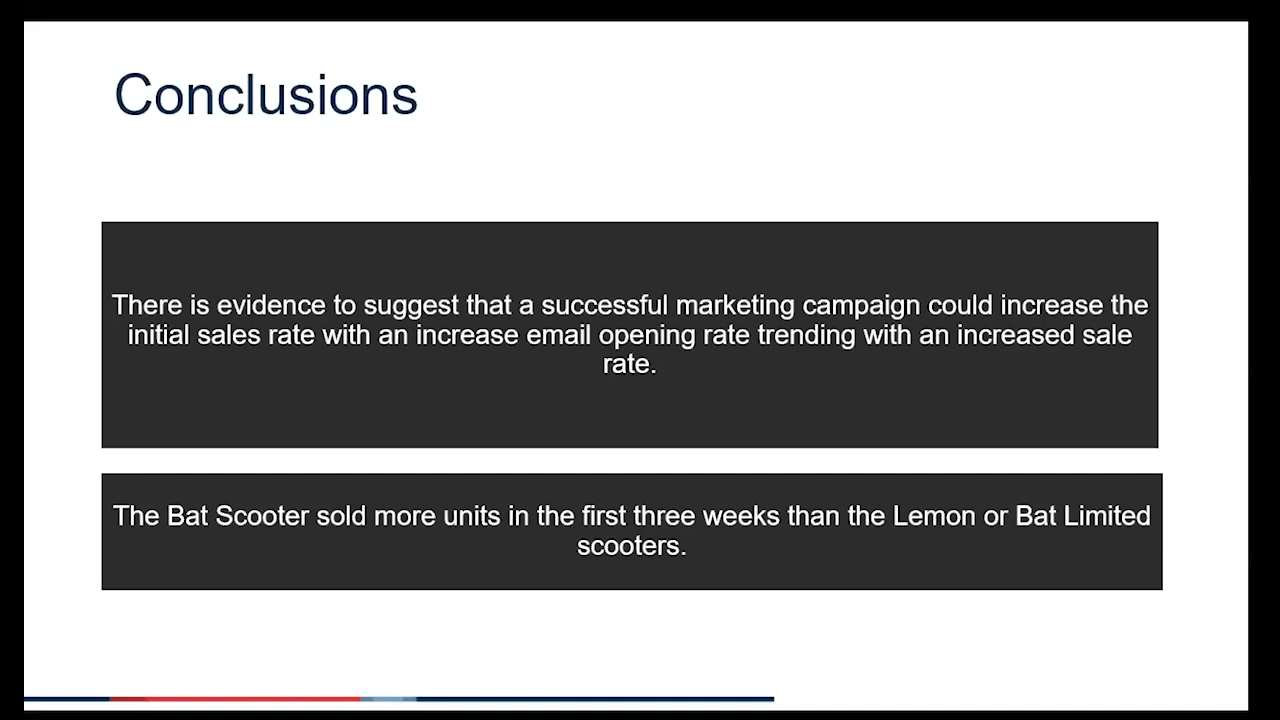 Conclusions
There is evidence to suggest that a successful marketing campaign could increase the
initial sales rate with an increase email opening rate trending with an increased sale
rate.
The Bat Scooter sold more units in the first three weeks than the Lemon or Bat Limited
scooters.